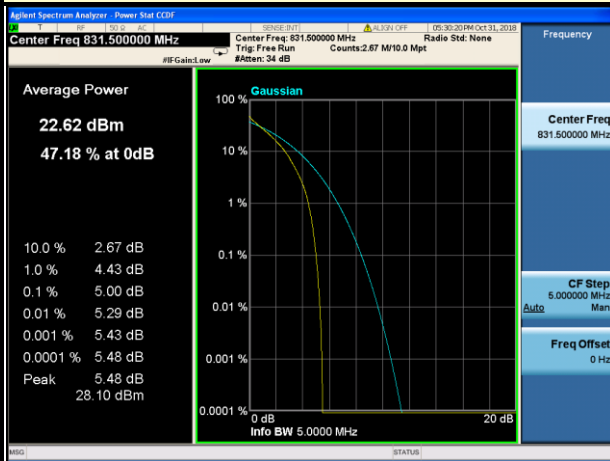 Agilent Spectrum Analyzer - Power Stat CCDF
T RF 50 Ω AC SENSE:INT ALIGN OFF 05:30:20 PM Oct 31, 2018
Center Freq 831.500000 MHz
Center Freq: 831.500000 MHz Radio Std: None
Trig: Free Run Counts:2.67 M/10.0 Mpt
#IFGain:Low #Atten: 34 dB
Frequency
Average Power
22.62 dBm
47.18 % at 0dB
10.0 % 2.67 dB
1.0 % 4.43 dB
0.1 % 5.00 dB
0.01 % 5.29 dB
0.001 % 5.43 dB
0.0001 % 5.48 dB
Peak 5.48 dB
28.10 dBm
Gaussian
100 %
10 %
1 %
0.1 %
0.01 %
0.001 %
0.0001 %
0 dB 20 dB
Info BW 5.0000 MHz
Center Freq
831.500000 MHz
CF Step
5.000000 MHz
Auto Man
Freq Offset
0 Hz
MSG STATUS